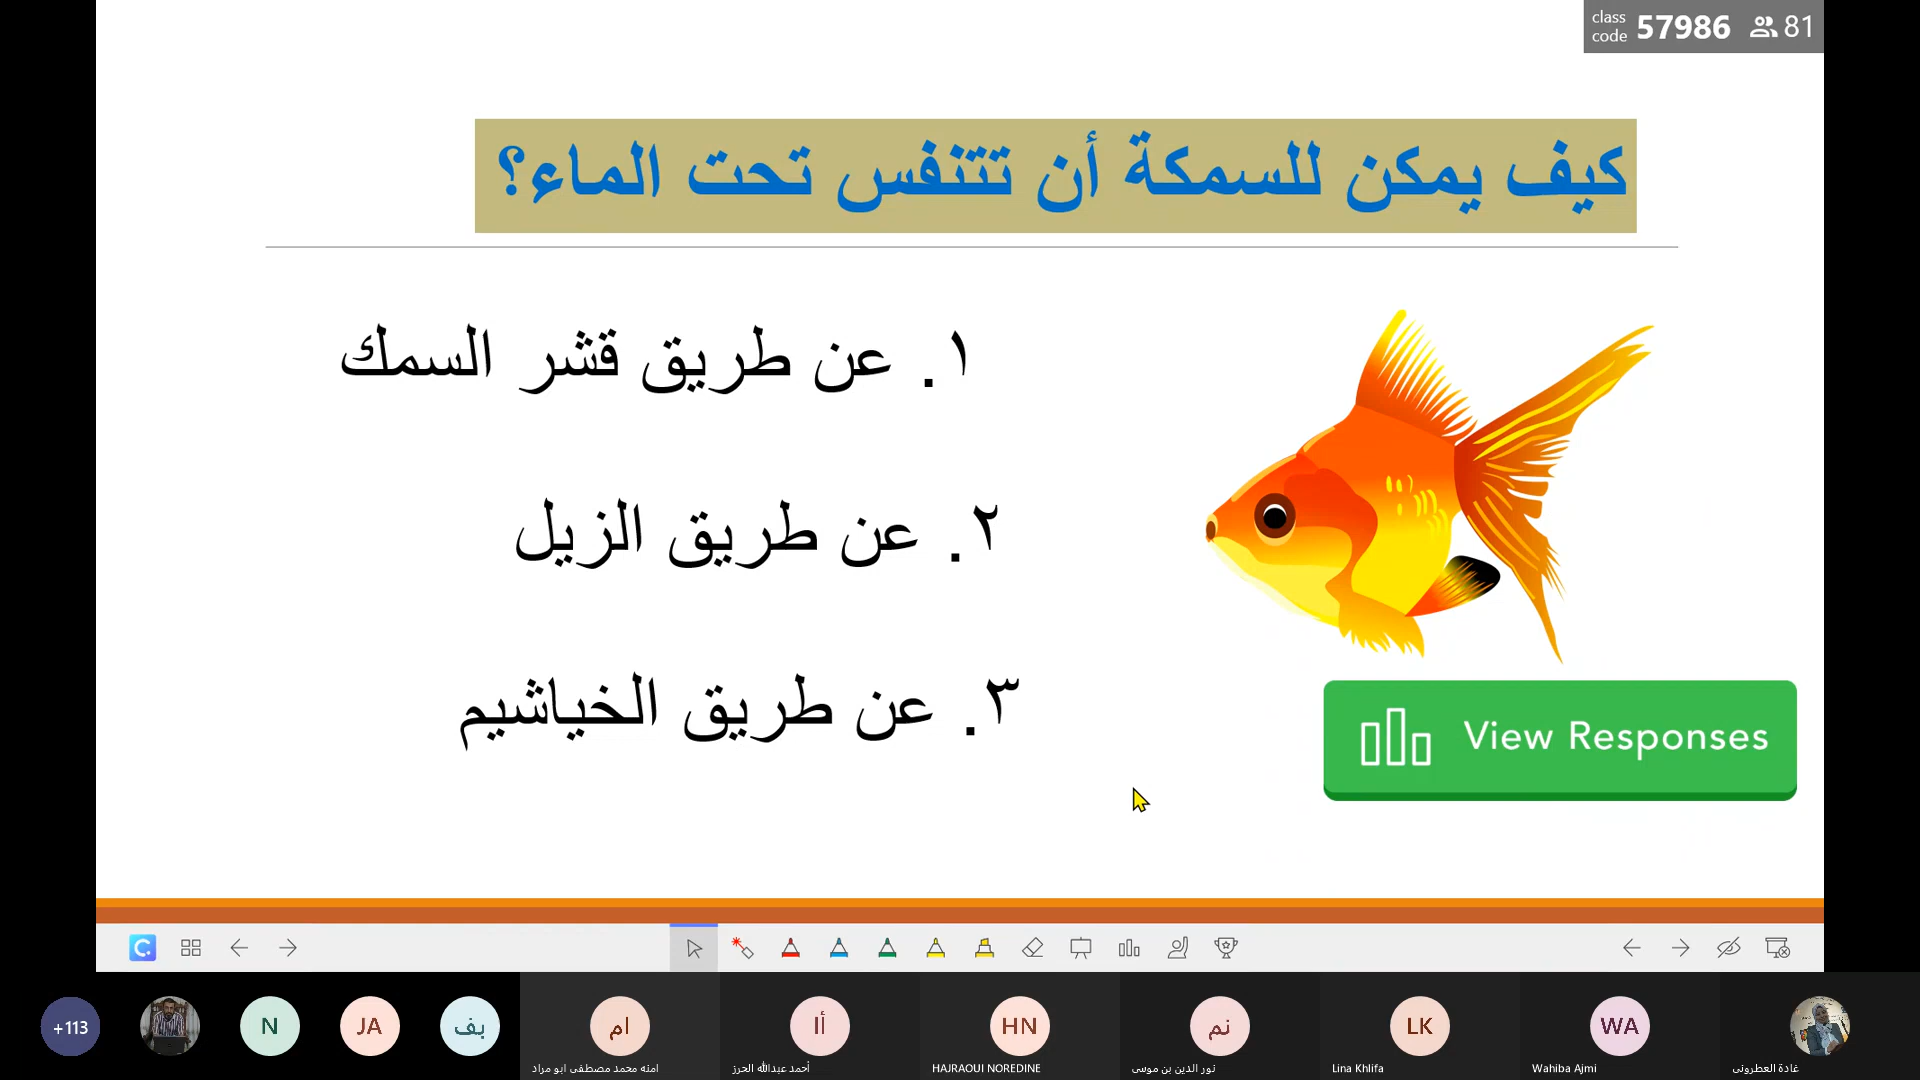 class code 57986 81
كيف يمكن للسمكة أن تتنفس تحت الماء؟
١. عن طريق قشر السمك
٢. عن طريق الزيل
٣. عن طريق الخياشيم
View Responses
+113
N
JA
بف
ام
أا
HN
نم
LK
WA
امنه محمد مصطفى ابو مراد
أحمد عبدالله الحرز
HAJRAOUI NOREDINE
نور الدين بن موسى
Lina Khlifa
Wahiba Ajmi
غادة العطرونى